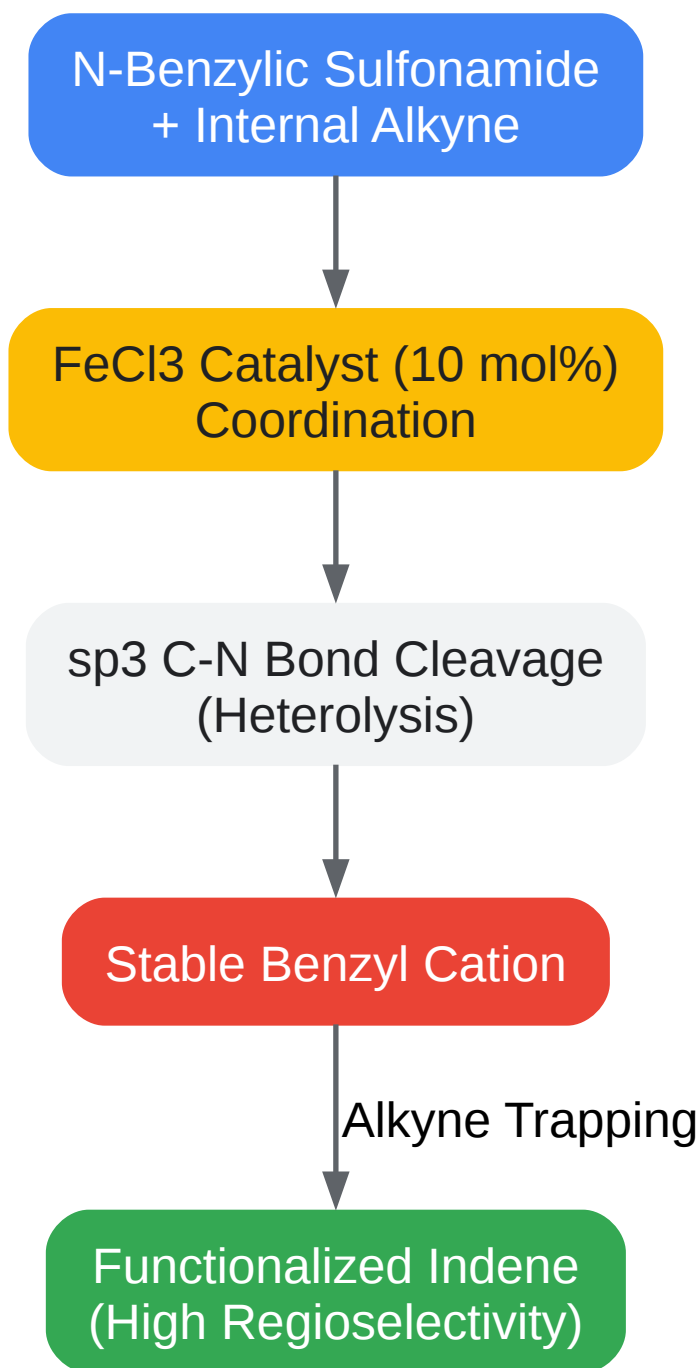 N-Benzylic Sulfonamide
+ Internal Alkyne
FeCl3 Catalyst (10 mol%)
Coordination
sp3 C-N Bond Cleavage
(Heterolysis)
Stable Benzyl Cation
Alkyne Trapping
Functionalized Indene
(High Regioselectivity)